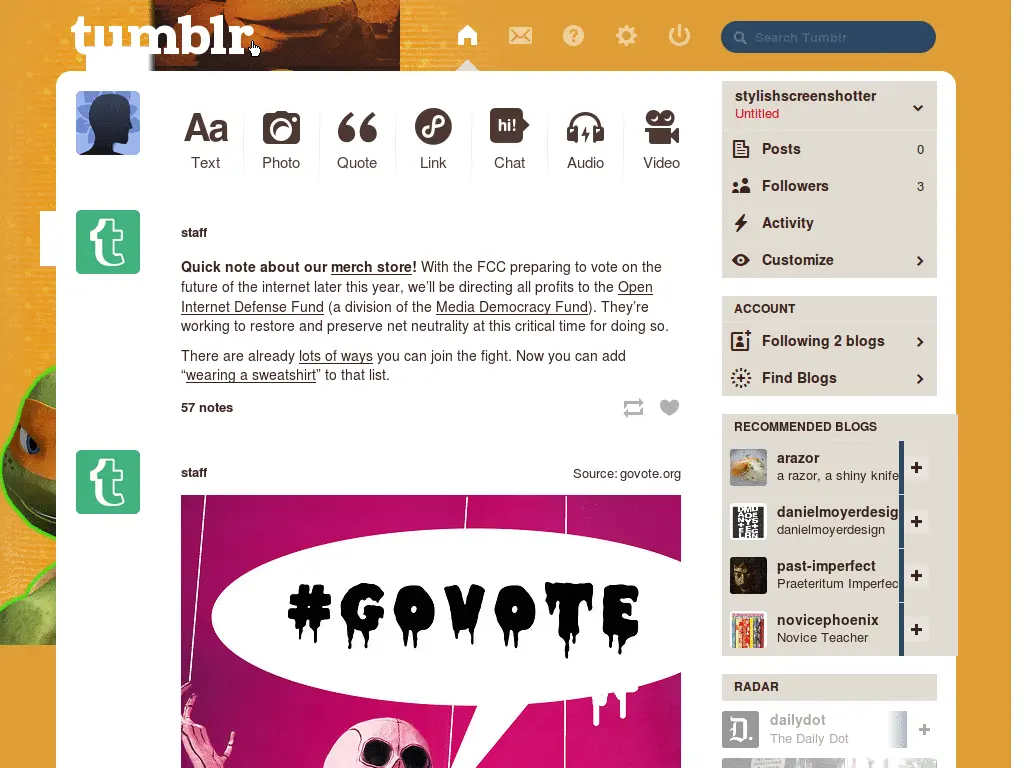 tumblr.
Search Tumblr
Aa
hi!
Text
Photo
Quote
Link
Chat
Audio
Video
staff
Quick note about our merch store! With the FCC preparing to vote on the
future of the internet later this year, we’ll be directing all profits to the Open
Internet Defense Fund (a division of the Media Democracy Fund). They’re
working to restore and preserve net neutrality at this critical time for doing so.
There are already lots of ways you can join the fight. Now you can add
“wearing a sweatshirt” to that list.
57 notes
staff
Source: govote.org
#GOVOTE
stylishscreenshotter
Untitled
Posts 0
Followers 3
Activity
Customize
ACCOUNT
Following 2 blogs
Find Blogs
RECOMMENDED BLOGS
arazor
a razor, a shiny knife
danielmoyerdesig
danielmoyerdesign
past-imperfect
Praeteritum Imperfec
novicephoenix
Novice Teacher
RADAR
D.
dailydot
The Daily Dot